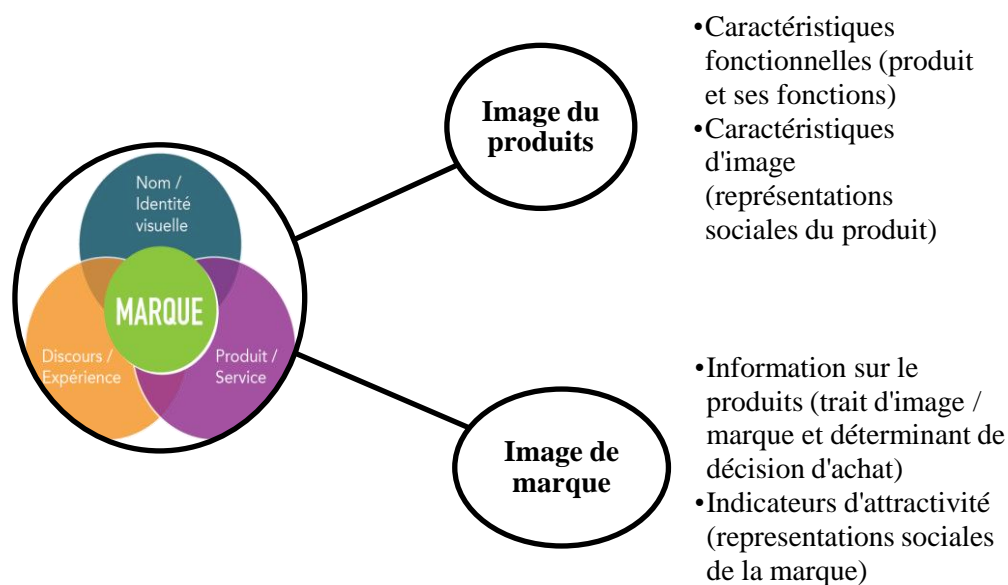 Nom /
Identité
visuelle
MARQUE
Discours /
Expérience
Produit /
Service
Image du
produits
•Caractéristiques
fonctionnelles (produit
et ses fonctions)
•Caractéristiques
d'image
(représentations
sociales du produit)
Image de
marque
•Information sur le
produits (trait d'image /
marque et déterminant de
décision d'achat)
•Indicateurs d'attractivité
(representations sociales
de la marque)